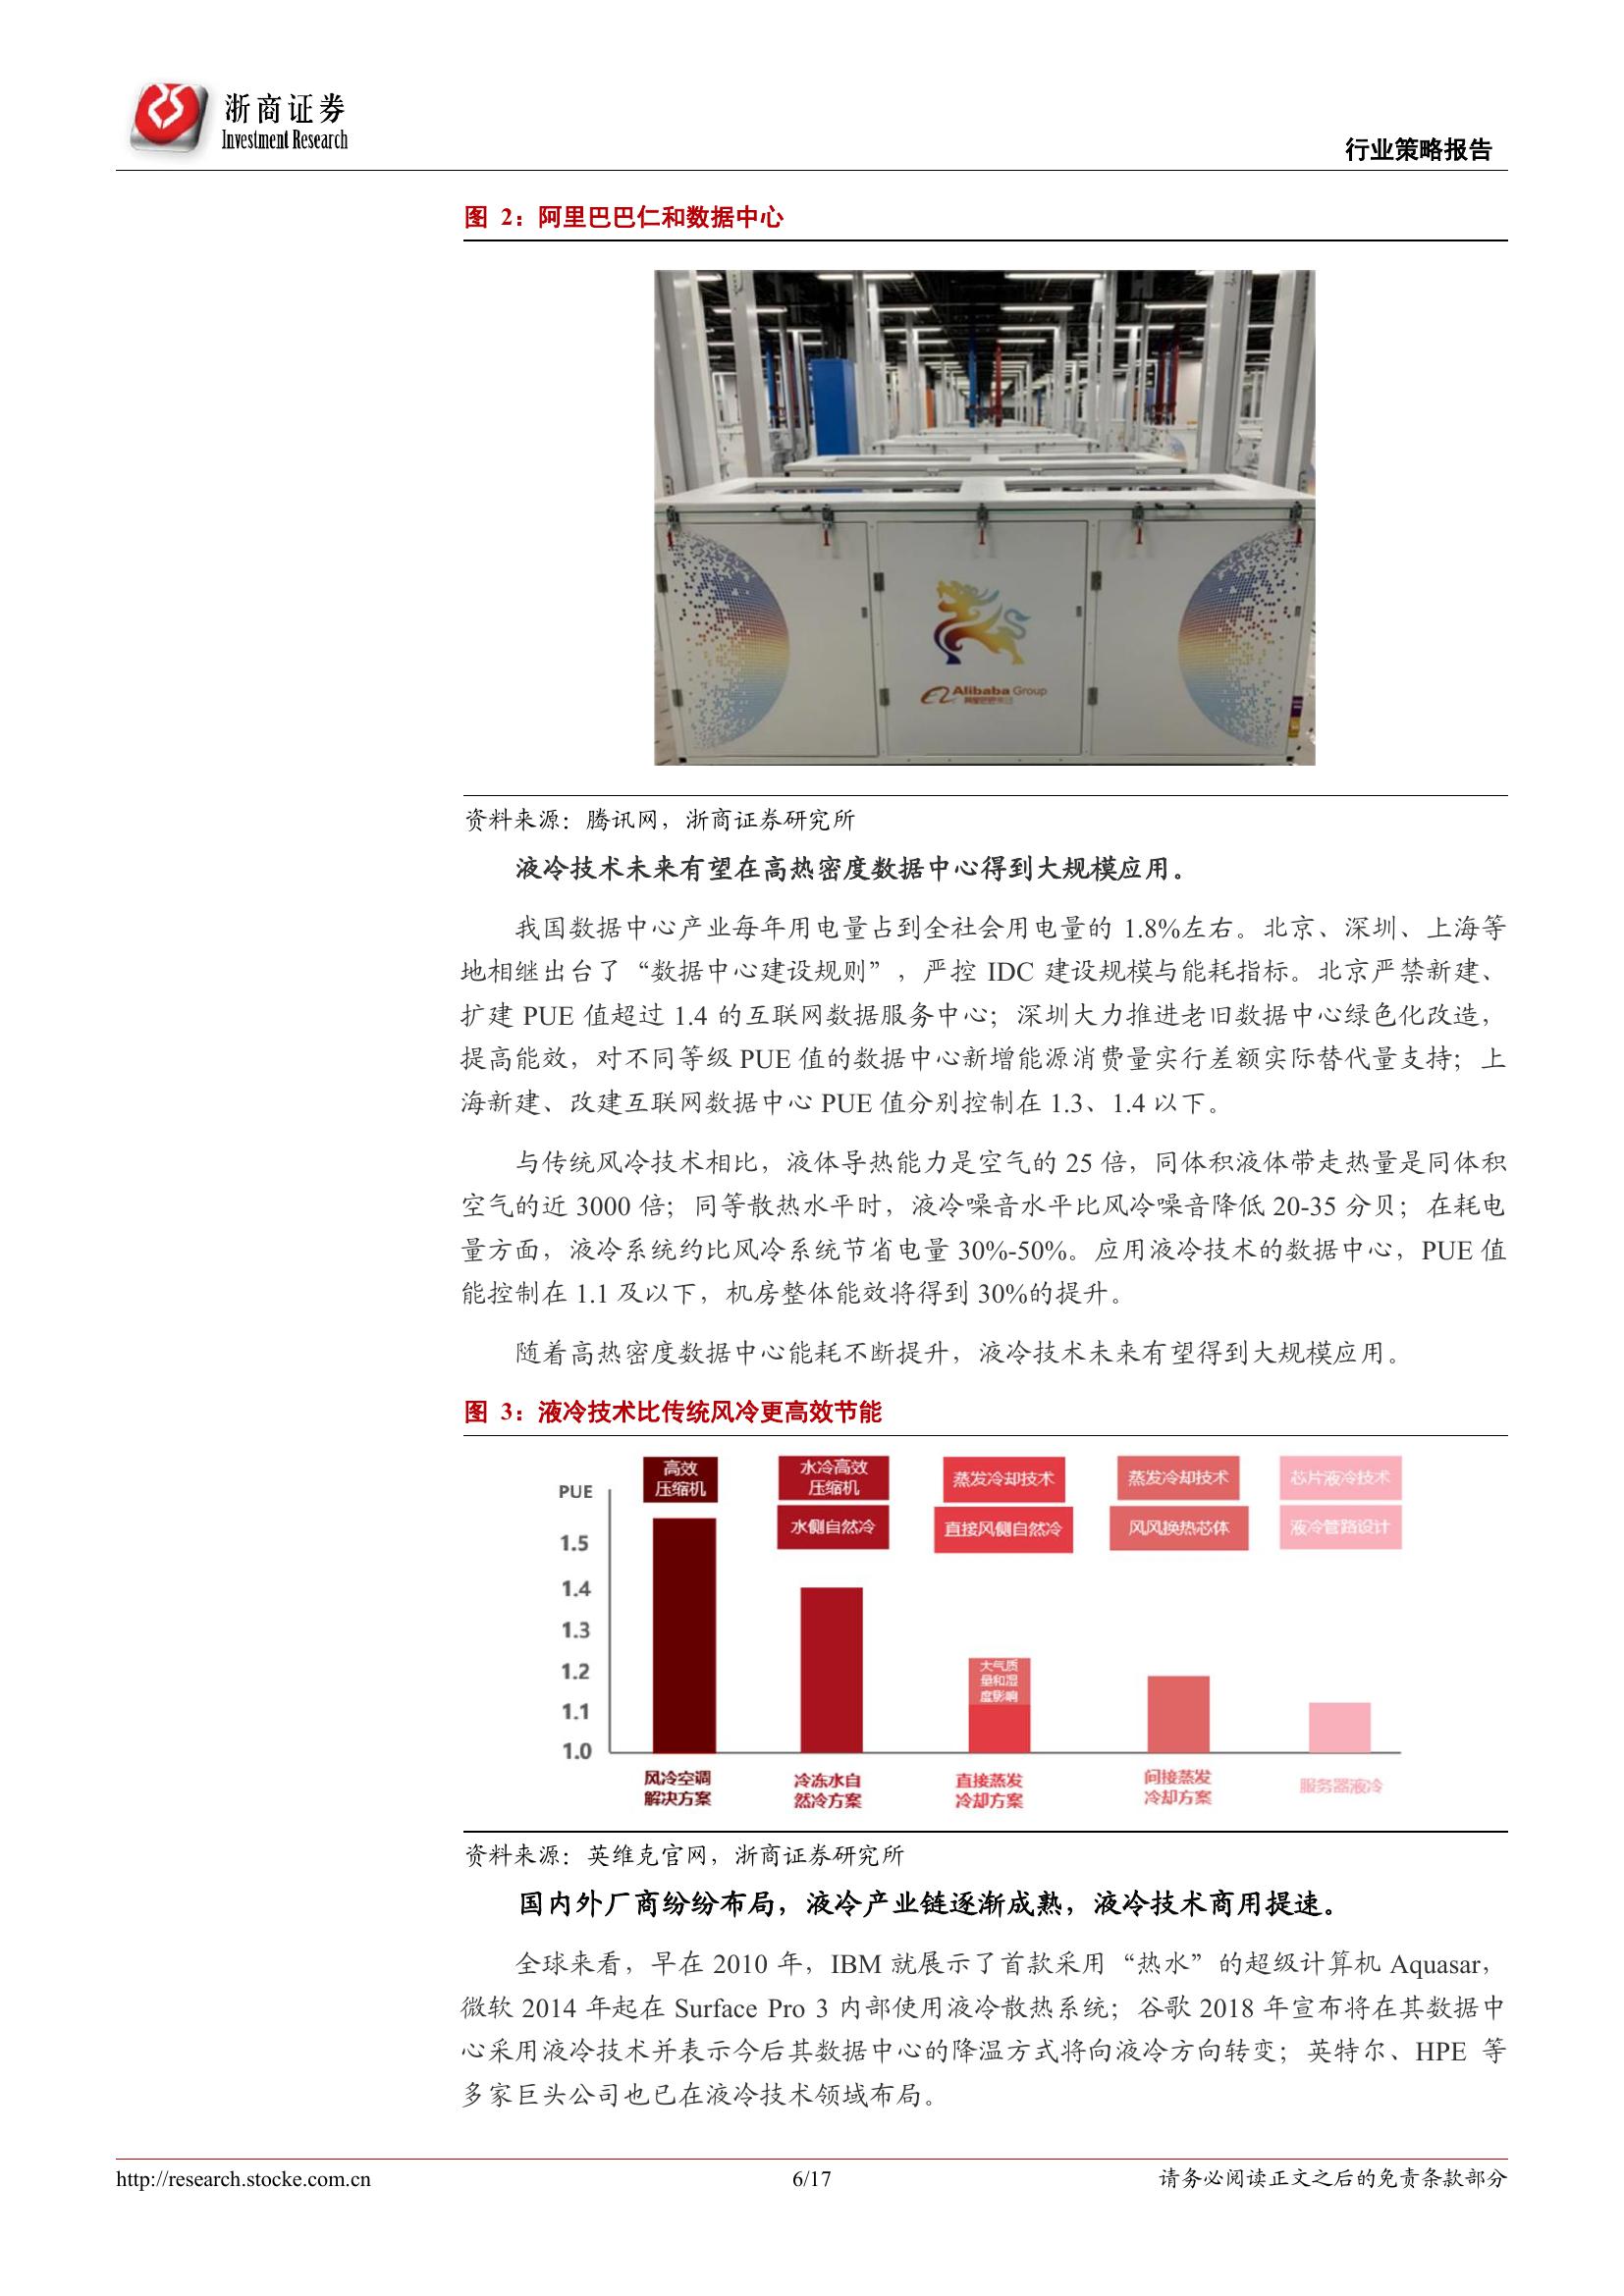 浙商证券
Investment Research
行业策略报告
图 2：阿里巴巴仁和数据中心
Alibaba Group
阿里巴巴集团
资料来源：腾讯网，浙商证券研究所
液冷技术未来有望在高热密度数据中心得到大规模应用。
我国数据中心产业每年用电量占到全社会用电量的 1.8%左右。北京、深圳、上海等
地相继出台了“数据中心建设规则”，严控 IDC 建设规模与能耗指标。北京严禁新建、
扩建 PUE 值超过 1.4 的互联网数据服务中心；深圳大力推进老旧数据中心绿色化改造，
提高能效，对不同等级 PUE 值的数据中心新增能源消费量实行差额实际替代量支持；上
海新建、改建互联网数据中心 PUE 值分别控制在 1.3、1.4 以下。
与传统风冷技术相比，液体导热能力是空气的 25 倍，同体积液体带走热量是同体积
空气的近 3000 倍；同等散热水平时，液冷噪音水平比风冷噪音降低 20-35 分贝；在耗电
量方面，液冷系统约比风冷系统节省电量 30%-50%。应用液冷技术的数据中心，PUE 值
能控制在 1.1 及以下，机房整体能效将得到 30%的提升。
随着高热密度数据中心能耗不断提升，液冷技术未来有望得到大规模应用。
图 3：液冷技术比传统风冷更高效节能
高效
压缩机
水冷高效
压缩机
水侧自然冷
蒸发冷却技术
直接风侧自然冷
蒸发冷却技术
风风换热芯体
芯片液冷技术
液冷管路设计
PUE
1.5
1.4
1.3
1.2
1.1
1.0
大气质
量和湿
度影响
风冷空调
解决方案
冷冻水自
然冷方案
直接蒸发
冷却方案
间接蒸发
冷却方案
服务器液冷
资料来源：英维克官网，浙商证券研究所
国内外厂商纷纷布局，液冷产业链逐渐成熟，液冷技术商用提速。
全球来看，早在 2010 年，IBM 就展示了首款采用“热水”的超级计算机 Aquasar，
微软 2014 年起在 Surface Pro 3 内部使用液冷散热系统；谷歌 2018 年宣布将在其数据中
心采用液冷技术并表示今后其数据中心的降温方式将向液冷方向转变；英特尔、HPE 等
多家巨头公司也已在液冷技术领域布局。
http://research.stocke.com.cn
6/17
请务必阅读正文之后的免责条款部分